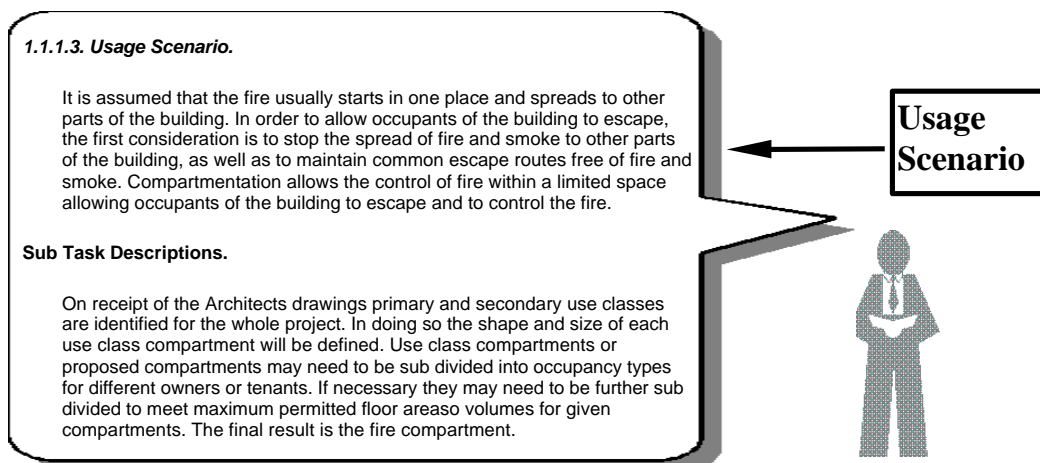 1.1.1.3. Usage Scenario.
It is assumed that the fire usually starts in one place and spreads to other
parts of the building. In order to allow occupants of the building to escape,
the first consideration is to stop the spread of fire and smoke to other parts
of the building, as well as to maintain common escape routes free of fire and
smoke. Compartmentation allows the control of fire within a limited space
allowing occupants of the building to escape and to control the fire.
Sub Task Descriptions.
On receipt of the Architects drawings primary and secondary use classes
are identified for the whole project. In doing so the shape and size of each
use class compartment will be defined. Use class compartments or
proposed compartments may need to be sub divided into occupancy types
for different owners or tenants. If necessary they may need to be further sub
divided to meet maximum permitted floor areaso volumes for given
compartments. The final result is the fire compartment.
Usage
Scenario